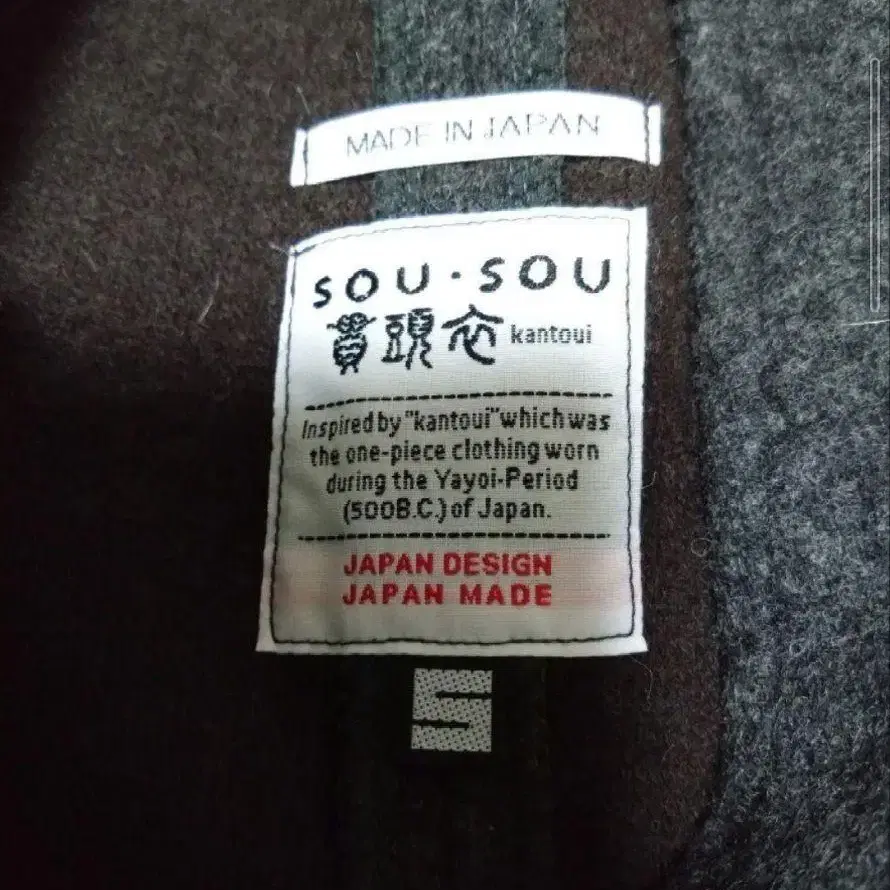 MADE IN JAPAN
SOU・SOU
貫頭衣 kantoui
Inspired by "kantoui" which was
the one-piece clothing worn
during the Yayoi-Period
(500B.C.) of Japan.
JAPAN DESIGN
JAPAN MADE
S